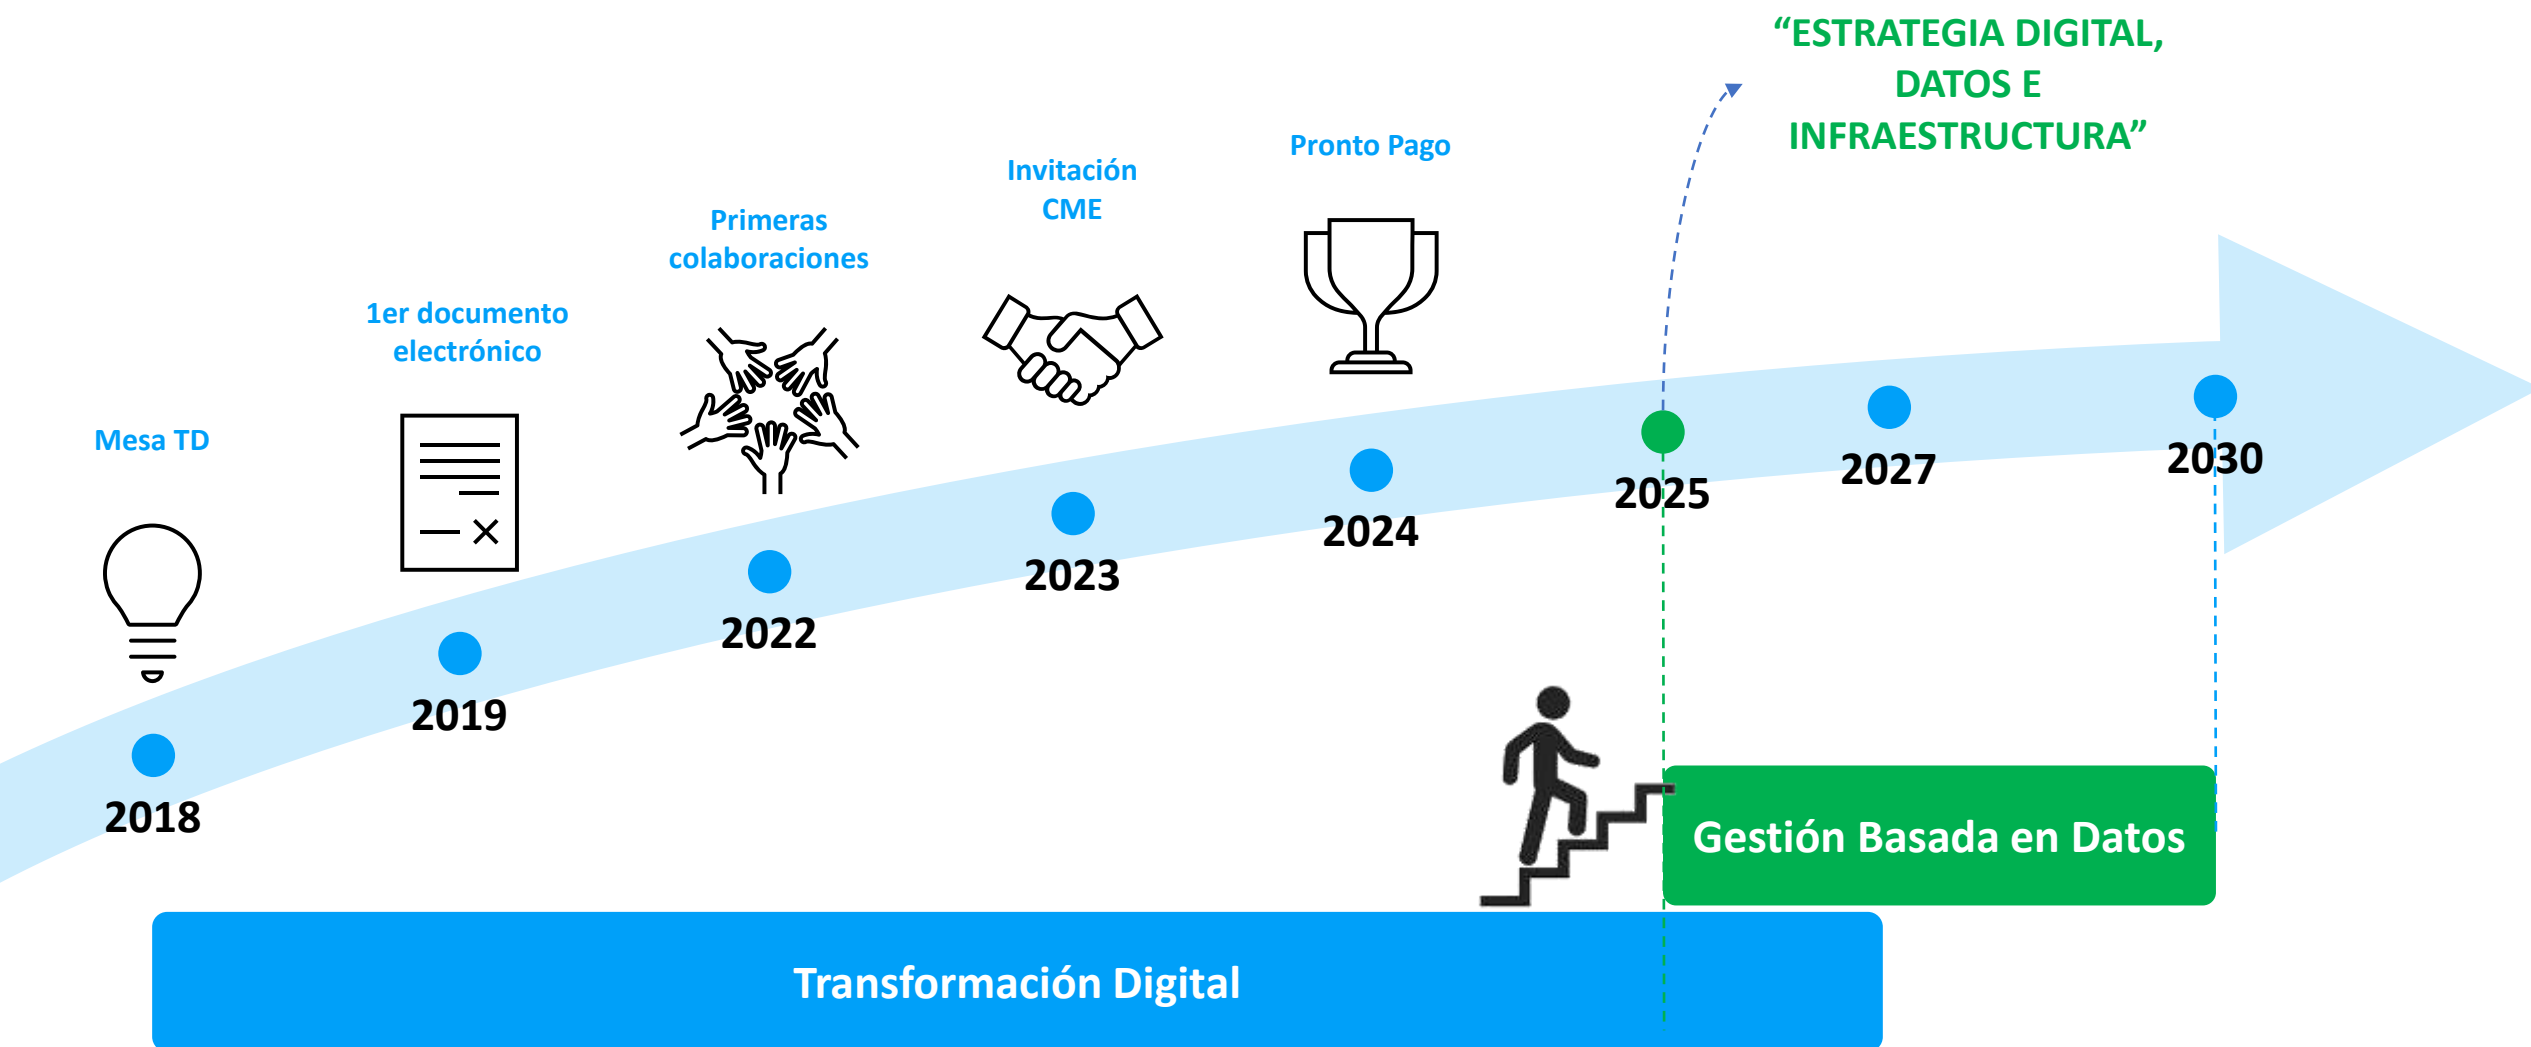 “ESTRATEGIA DIGITAL,
DATOS E
INFRAESTRUCTURA”
Pronto Pago
Invitación
CME
Primeras
colaboraciones
1er documento
electrónico
Mesa TD
2018
2019
2022
2023
2024
2025
2027
2030
Gestión Basada en Datos
Transformación Digital